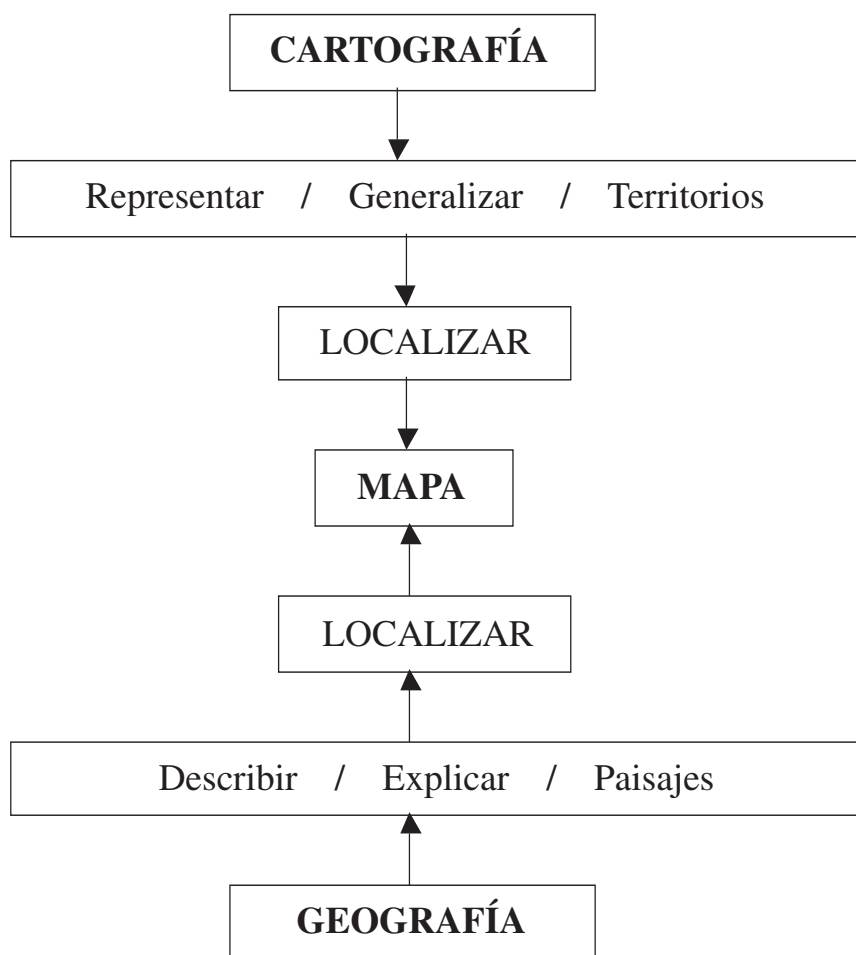 CARTOGRAFÍA
Representar / Generalizar / Territorios
LOCALIZAR
MAPA
LOCALIZAR
Describir / Explicar / Paisajes
GEOGRAFÍA